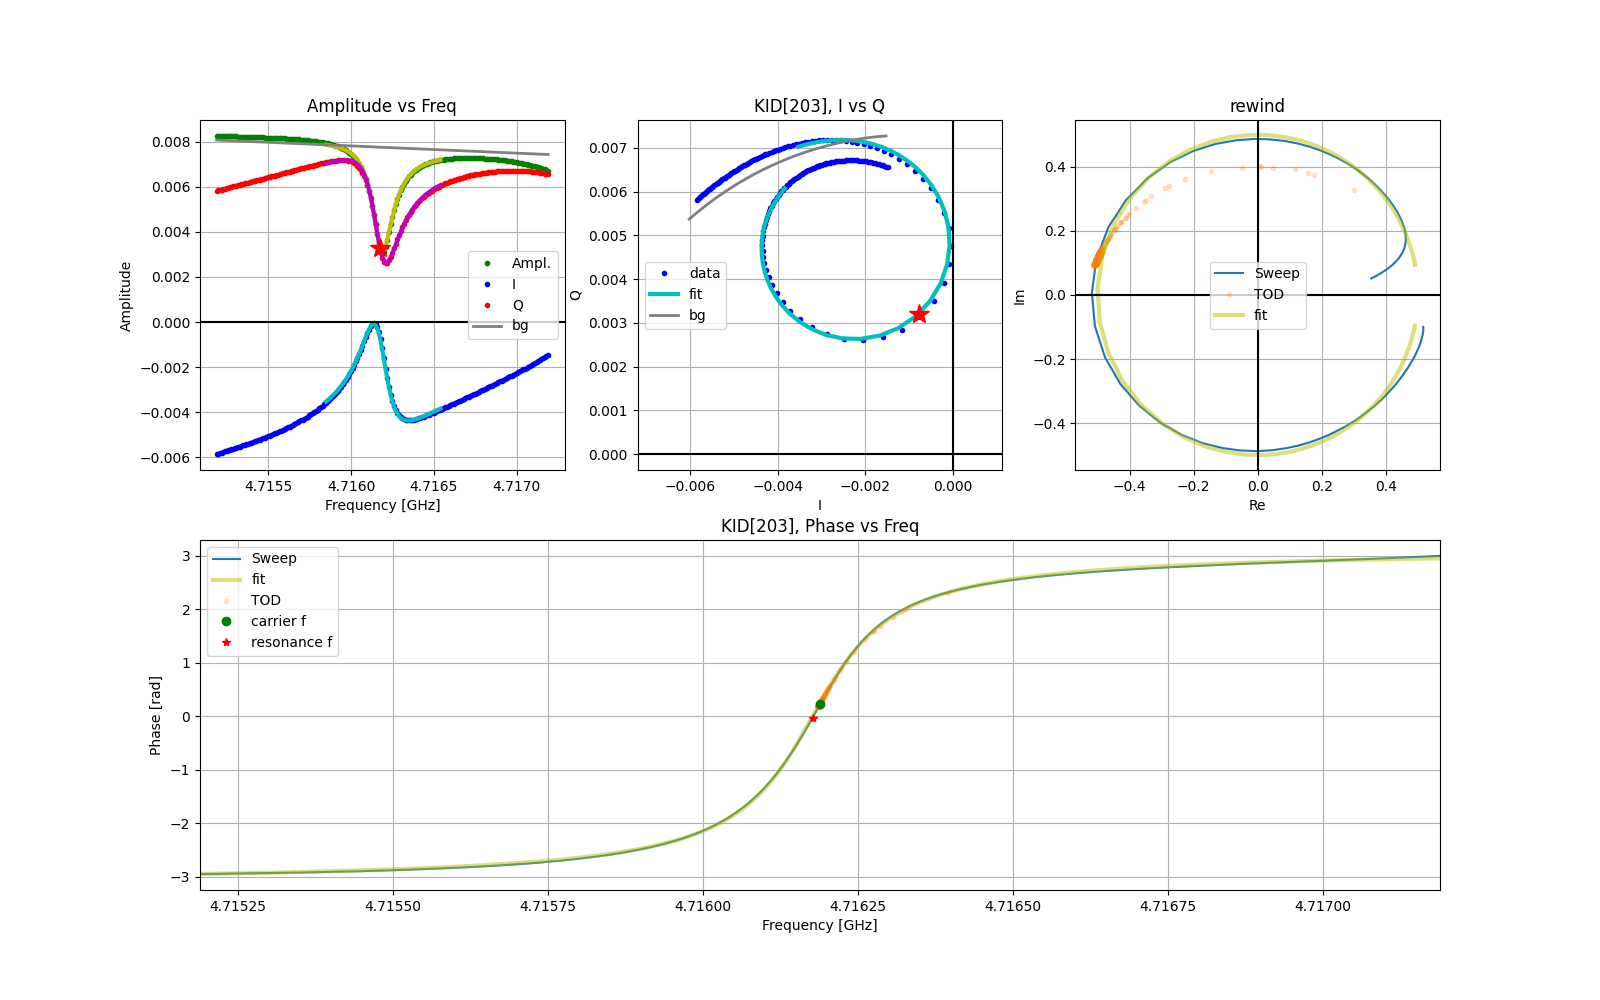 Amplitude vs Freq
Amplitude
0.008
0.006
0.004
0.002
0.000
−0.002
−0.004
−0.006
4.7155
4.7160
4.7165
4.7170
Frequency [GHz]
Ampl.
I
Q
bg
KID[203], I vs Q
Q
0.007
0.006
0.005
0.004
0.003
0.002
0.001
0.000
−0.006
−0.004
−0.002
0.000
I
data
fit
bg
rewind
Im
0.4
0.2
0.0
−0.2
−0.4
−0.4
−0.2
0.0
0.2
0.4
Re
Sweep
TOD
fit
KID[203], Phase vs Freq
Phase [rad]
3
2
1
0
−1
−2
−3
4.71525
4.71550
4.71575
4.71600
4.71625
4.71650
4.71675
4.71700
Frequency [GHz]
Sweep
fit
TOD
carrier f
resonance f